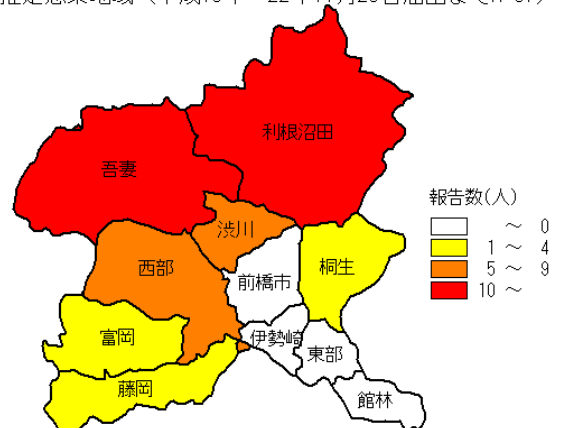 利根沼田
吾妻
報告数(人)
渋川
～ 0
1 ～ 4
西部
桐生
5 ～ 9
前橋市
10 ～
富岡
伊勢崎
東部
藤岡
館林